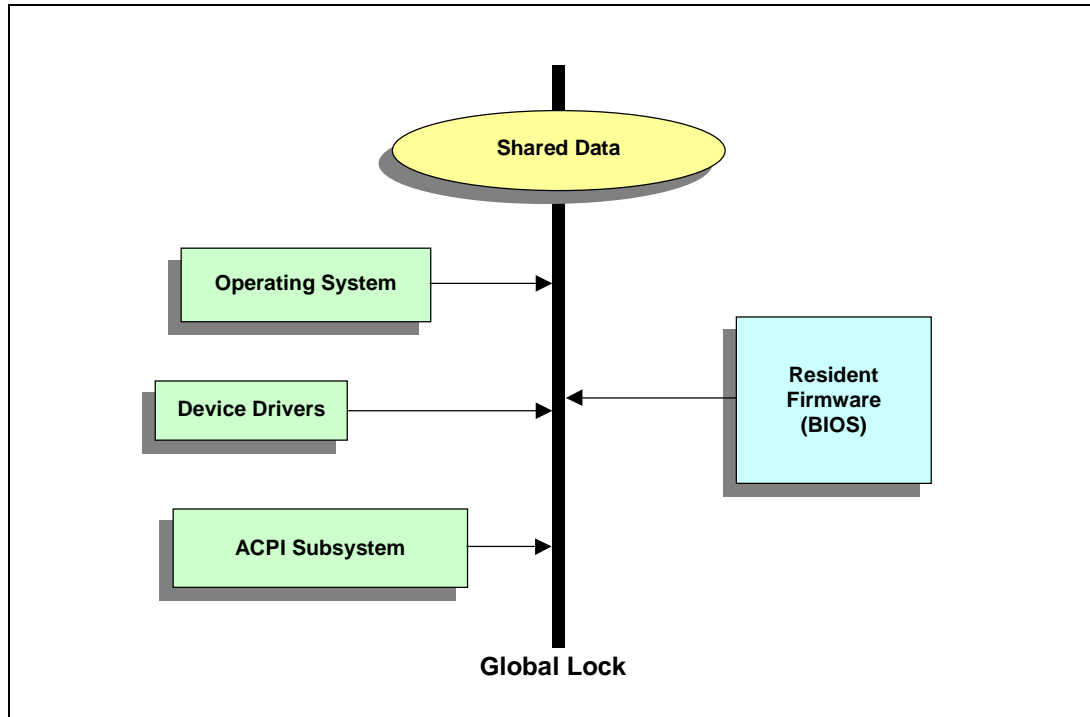 Shared Data
Operating System
Device Drivers
Resident
Firmware
(BIOS)
ACPI Subsystem
Global Lock